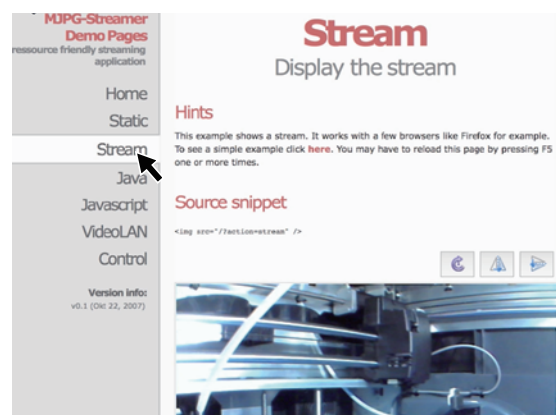 MJPG-Streamer
Demo Pages
ressource friendly streaming
application
Home
Static
Stream
Java
Javascript
VideoLAN
Control
Version info:
v0.1 (Okt 22, 2007)
Stream
Display the stream
Hints
This example shows a stream. It works with a few browsers like Firefox for example.
To see a simple example click here. You may have to reload this page by pressing F5
one or more times.
Source snippet
<img src="/?action=stream" />